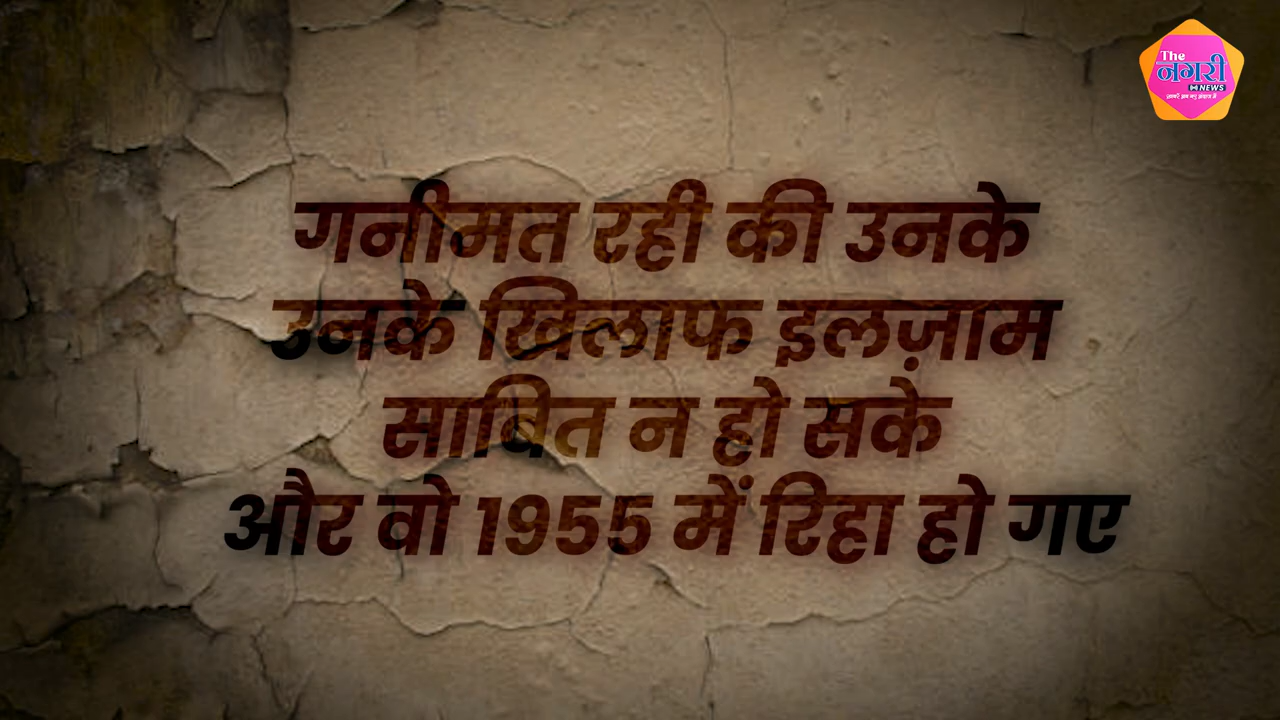 The
नगरी
NEWS
गनीमत रही की उनके
उनके खिलाफ इलज़ाम
साबित न हो सके
और वो 1955 में रिहा हो गए